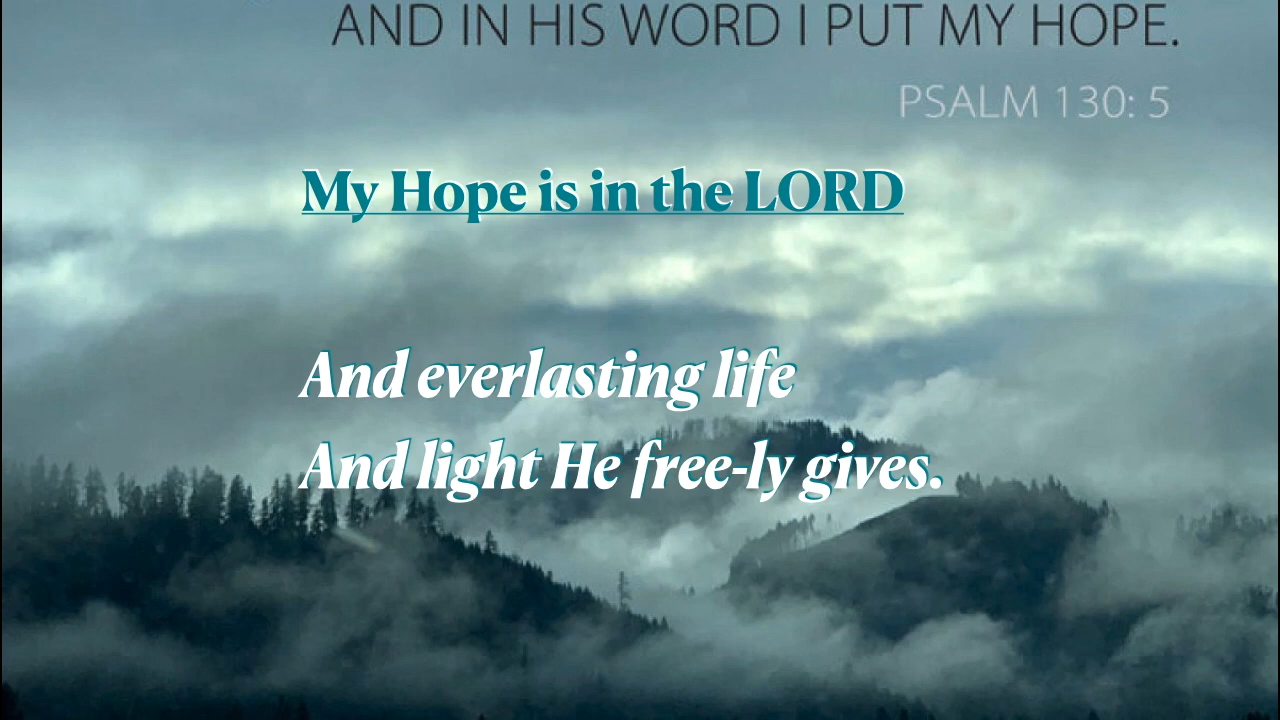 AND IN HIS WORD I PUT MY HOPE.
PSALM 130: 5
My Hope is in the LORD
And everlasting life
And light He free-ly gives.